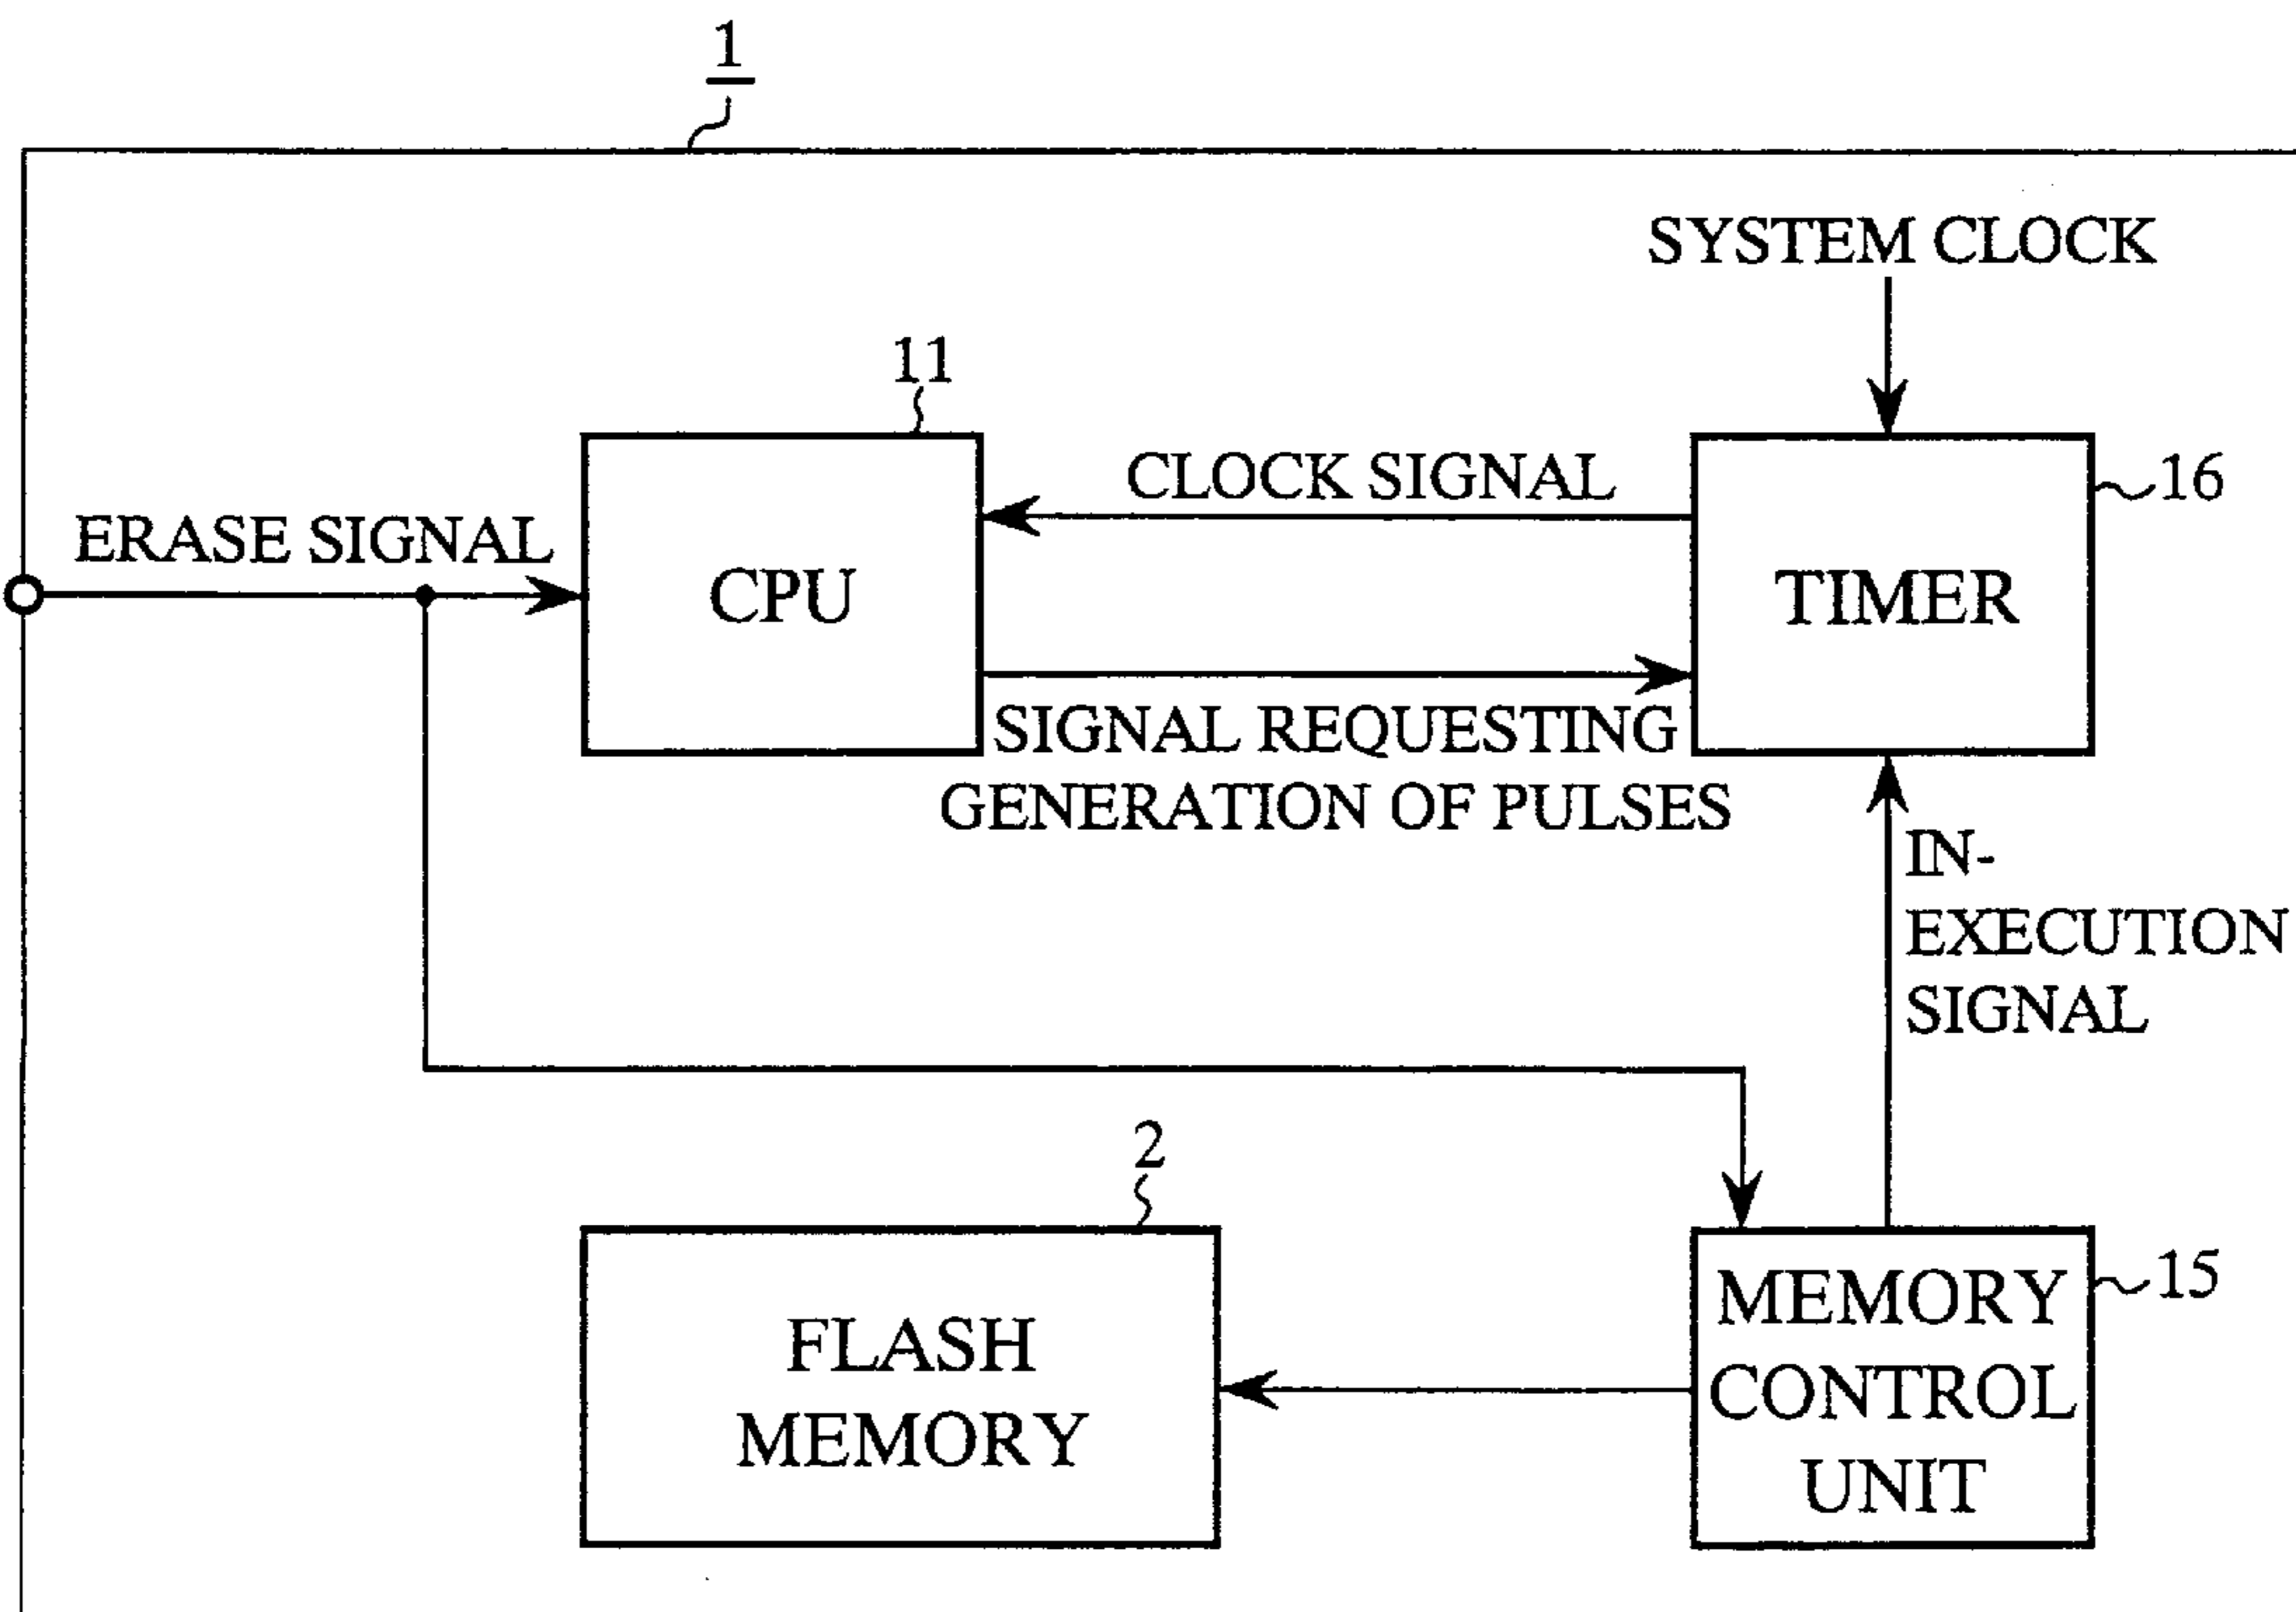 1
SYSTEM CLOCK
11
CLOCK SIGNAL
16
ERASE SIGNAL
CPU
TIMER
SIGNAL REQUESTING
GENERATION OF PULSES
IN-
EXECUTION
SIGNAL
2
15
FLASH
MEMORY
MEMORY
CONTROL
UNIT